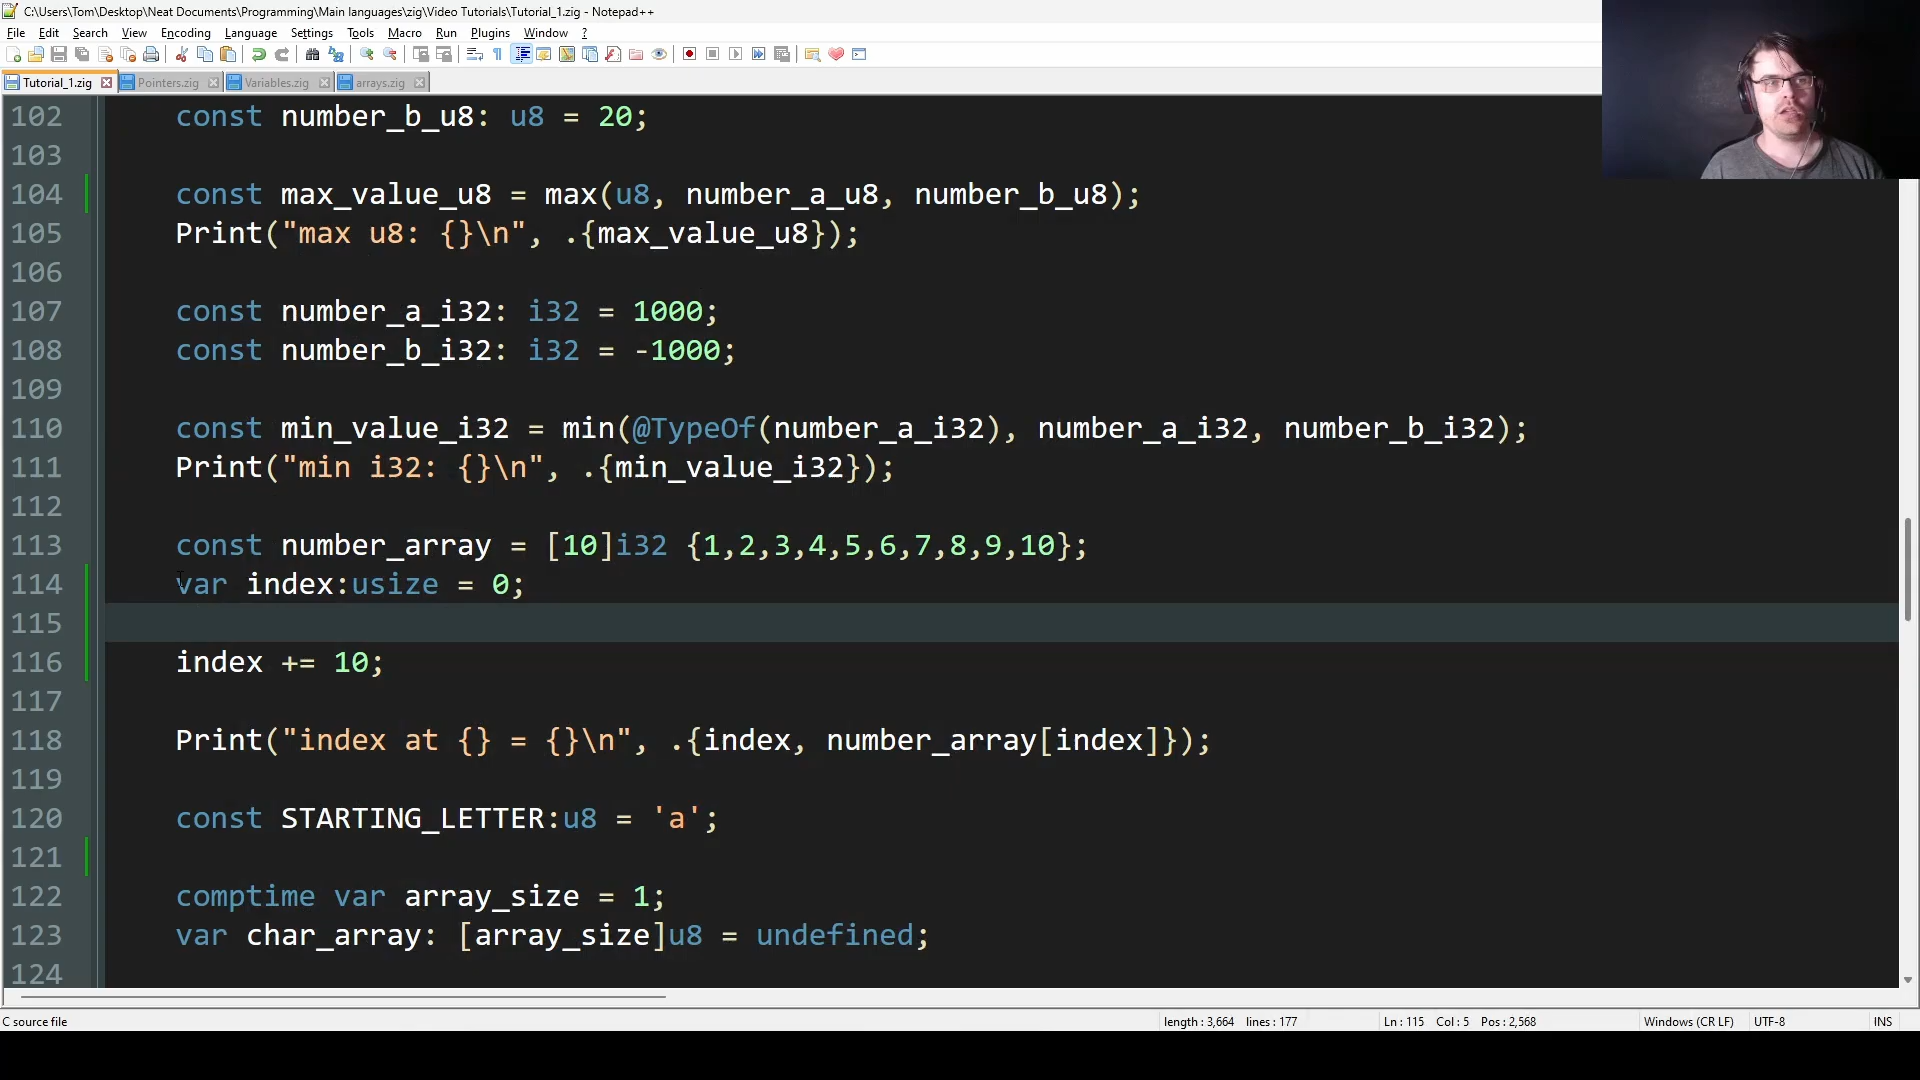 C:\Users\Tom\Desktop\Neat Documents\Programming\Main languages\zig\Video Tutorials\Tutorial_1.zig - Notepad++
File Edit Search View Encoding Language Settings Tools Macro Run Plugins Window ?
Tutorial_1.zig Pointers.zig Variables.zig arrays.zig
102 const number_b_u8: u8 = 20;
103
104 const max_value_u8 = max(u8, number_a_u8, number_b_u8);
105 Print("max u8: {}\n", .{max_value_u8});
106
107 const number_a_i32: i32 = 1000;
108 const number_b_i32: i32 = -1000;
109
110 const min_value_i32 = min(@TypeOf(number_a_i32), number_a_i32, number_b_i32);
111 Print("min i32: {}\n", .{min_value_i32});
112
113 const number_array = [10]i32 {1,2,3,4,5,6,7,8,9,10};
114 var index:usize = 0;
115
116 index += 10;
117
118 Print("index at {} = {}\n", .{index, number_array[index]});
119
120 const STARTING_LETTER:u8 = 'a';
121
122 comptime var array_size = 1;
123 var char_array: [array_size]u8 = undefined;
124
C source file length : 3,664 lines : 177 Ln : 115 Col : 5 Pos : 2,568 Windows (CR LF) UTF-8 INS